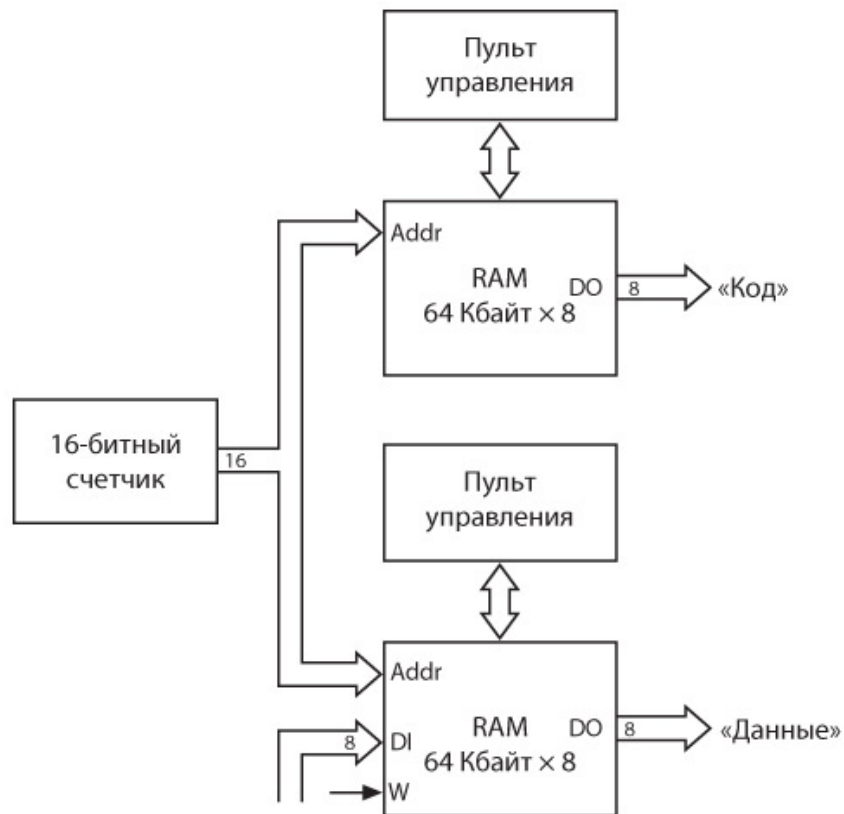 Пульт
управления
Addr
RAM
64 Кбайт × 8
DO
8
«Код»
16-битный
счетчик
16
Пульт
управления
Addr
RAM
64 Кбайт × 8
DO
8
«Данные»
8
DI
W